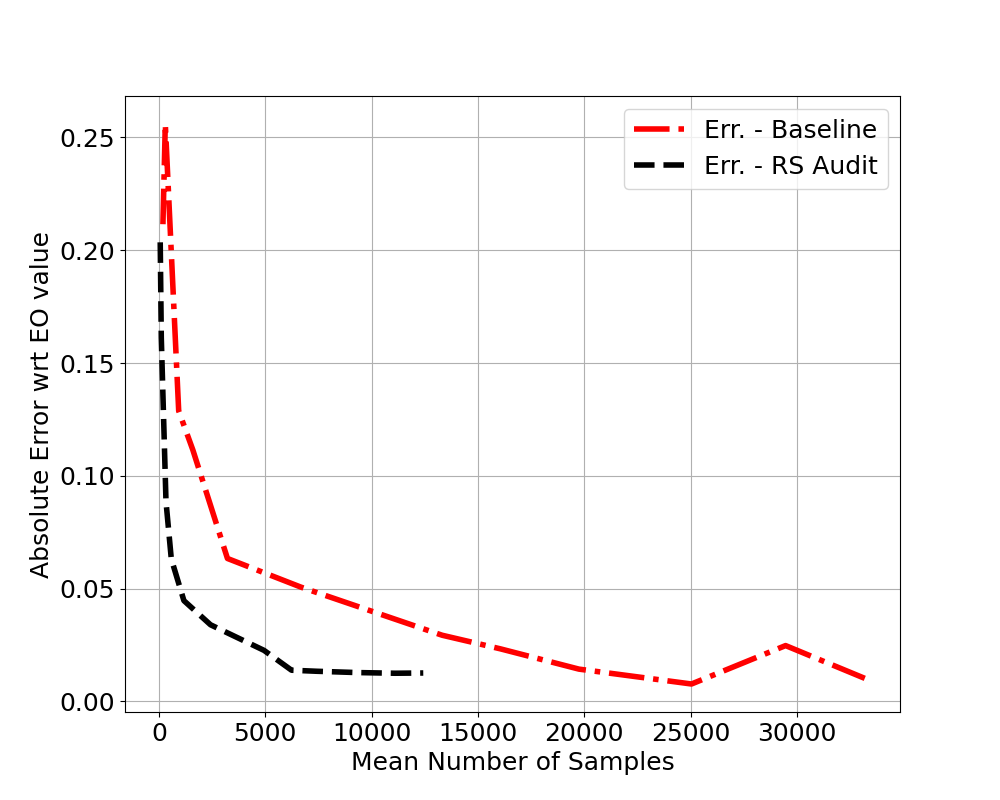 Err. - Baseline
Err. - RS Audit
Absolute Error wrt EO value
0.25
0.20
0.15
0.10
0.05
0.00
0 5000 10000 15000 20000 25000 30000
Mean Number of Samples